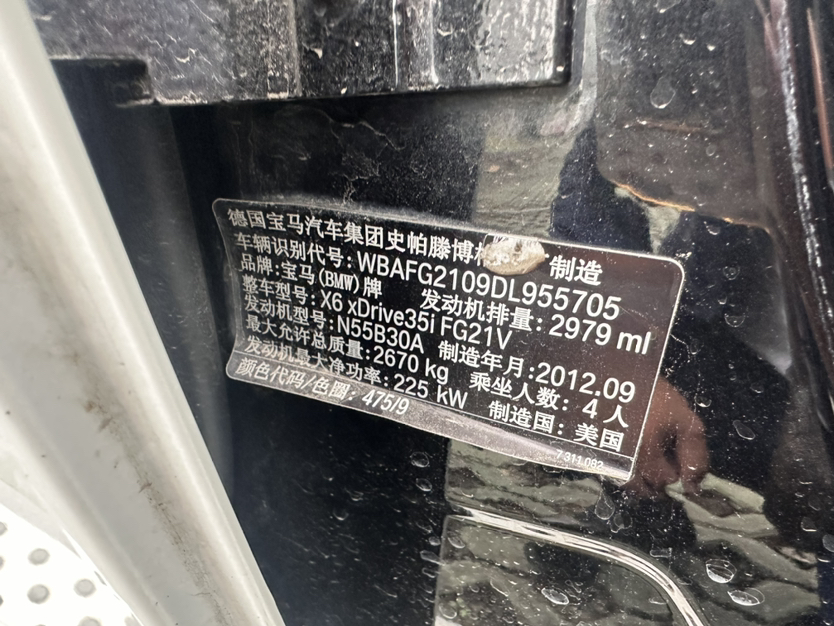 德国宝马汽车集团史帕滕博 制造
车辆识别代号: WBAFG2109DL955705
品牌:宝马(BMW)牌 发动机排量: 2979 ml
整车型号: X6 xDrive35i FG21V
发动机型号:N55B30A 制造年月:2012.09
最大允许总质量: 2670 kg 乘坐人数: 4 人
发动机最大净功率: 225 kW 制造国: 美国
颜色代码/色圈: 475/9
7 311 092